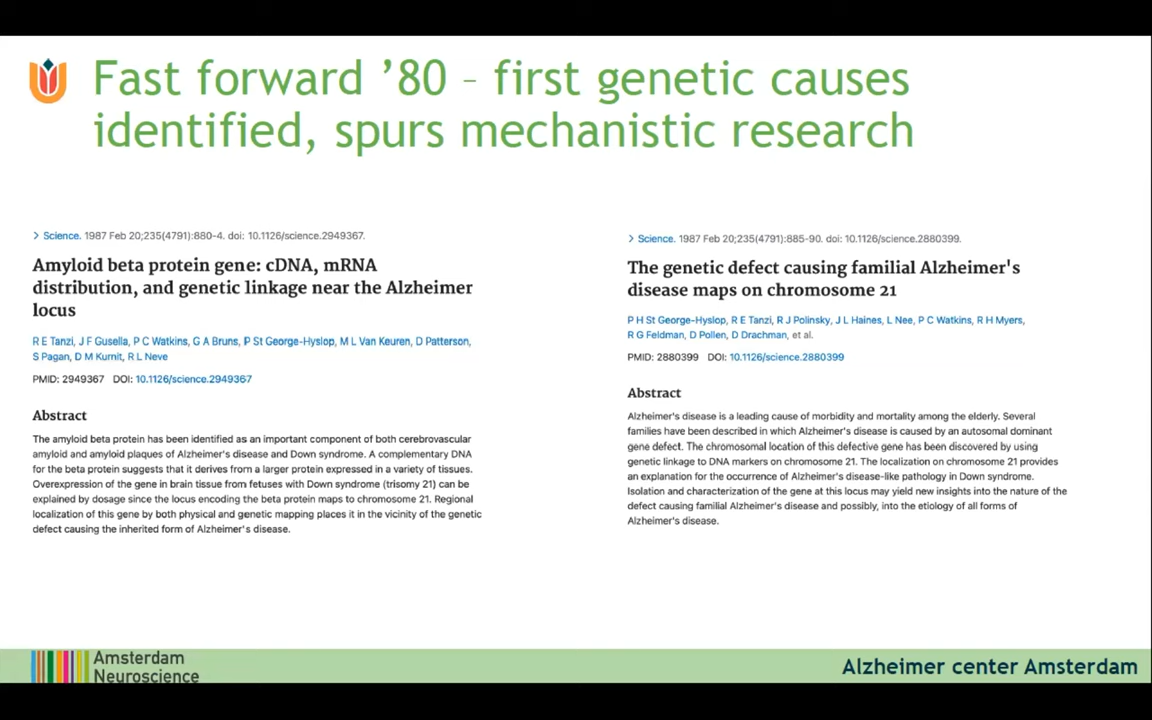 Fast forward ’80 – first genetic causes
identified, spurs mechanistic research
> Science. 1987 Feb 20;235(4791):880-4. doi: 10.1126/science.2949367.
Amyloid beta protein gene: cDNA, mRNA
distribution, and genetic linkage near the Alzheimer
locus
R E Tanzi, J F Gusella, P C Watkins, G A Bruns, P St George-Hyslop, M L Van Keuren, D Patterson,
S Pagan, D M Kurnit, R L Neve
PMID: 2949367 DOI: 10.1126/science.2949367
Abstract
The amyloid beta protein has been identified as an important component of both cerebrovascular
amyloid and amyloid plaques of Alzheimer's disease and Down syndrome. A complementary DNA
for the beta protein suggests that it derives from a larger protein expressed in a variety of tissues.
Overexpression of the gene in brain tissue from fetuses with Down syndrome (trisomy 21) can be
explained by dosage since the locus encoding the beta protein maps to chromosome 21. Regional
localization of this gene by both physical and genetic mapping places it in the vicinity of the genetic
defect causing the inherited form of Alzheimer's disease.
> Science. 1987 Feb 20;235(4791):885-90. doi: 10.1126/science.2880399.
The genetic defect causing familial Alzheimer's
disease maps on chromosome 21
P H St George-Hyslop, R E Tanzi, R J Polinsky, J L Haines, L Nee, P C Watkins, R H Myers,
R G Feldman, D Pollen, D Drachman, et al.
PMID: 2880399 DOI: 10.1126/science.2880399
Abstract
Alzheimer's disease is a leading cause of morbidity and mortality among the elderly. Several
families have been described in which Alzheimer's disease is caused by an autosomal dominant
gene defect. The chromosomal location of this defective gene has been discovered by using
genetic linkage to DNA markers on chromosome 21. The localization on chromosome 21 provides
an explanation for the occurrence of Alzheimer's disease-like pathology in Down syndrome.
Isolation and characterization of the gene at this locus may yield new insights into the nature of the
defect causing familial Alzheimer's disease and possibly, into the etiology of all forms of
Alzheimer's disease.
Amsterdam
Neuroscience
Alzheimer center Amsterdam